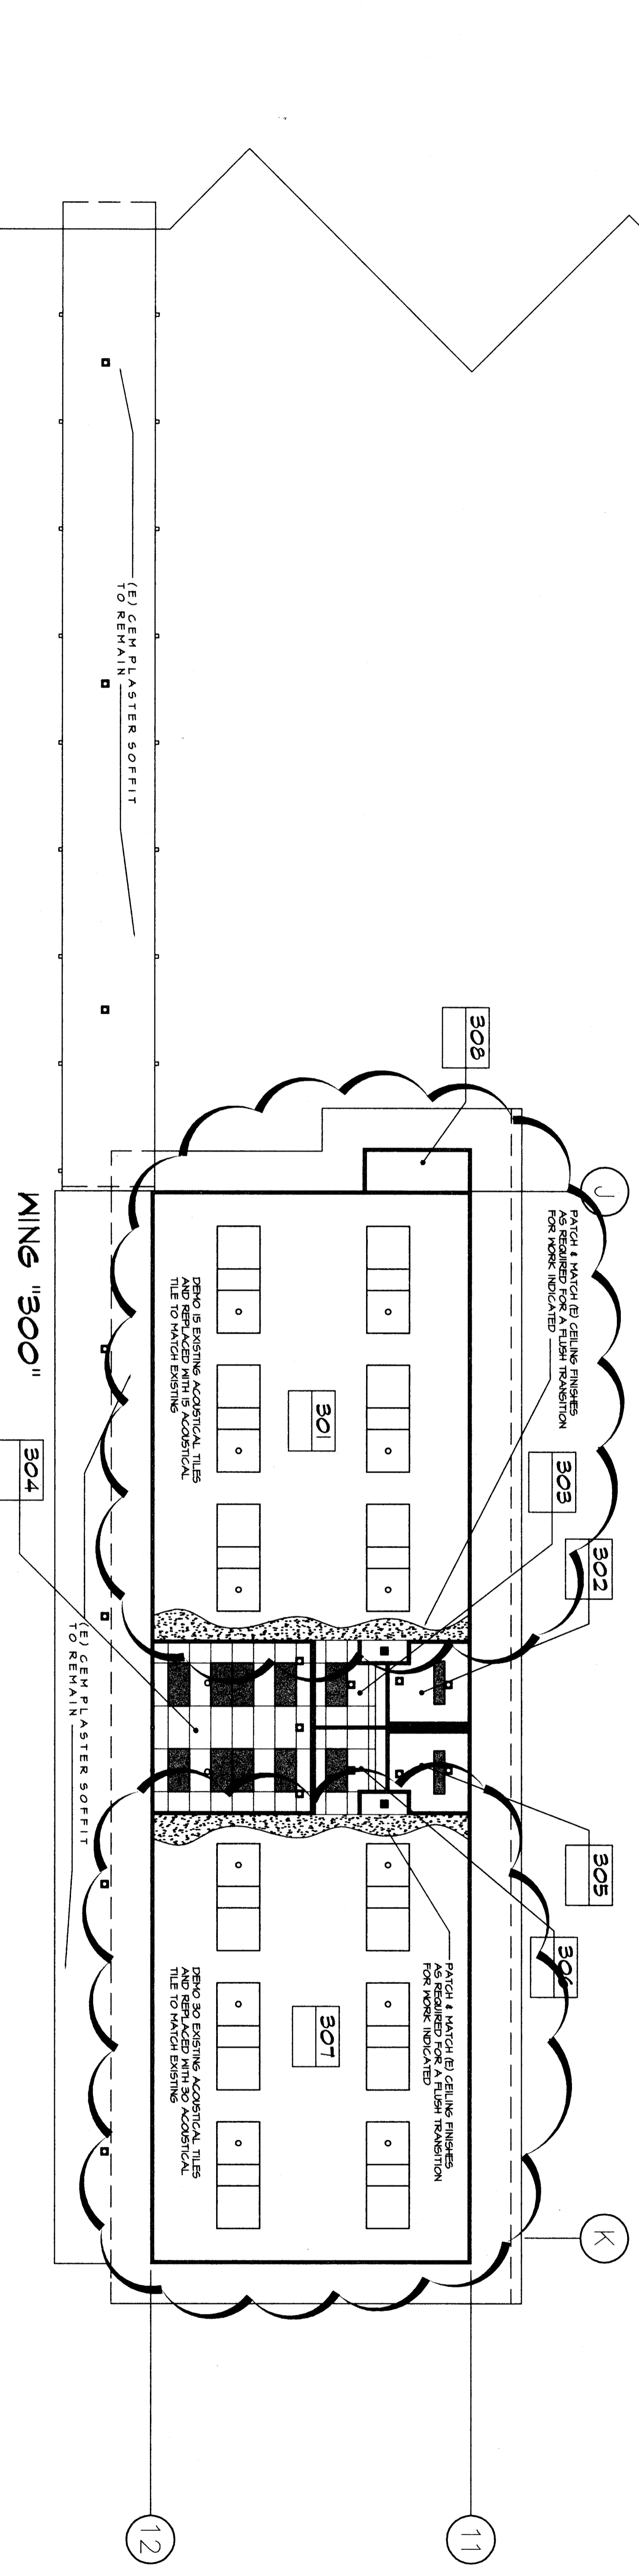 308
J
PATCH & MATCH (E) CEILING FINISHES
AS REQUIRED FOR A FLUSH TRANSITION
FOR WORK INDICATED
303
302
305
306
K
11
12
301
DEMO 15 EXISTING ACOUSTICAL TILES
AND REPLACED WITH 15 ACOUSTICAL
TILE TO MATCH EXISTING
307
PATCH & MATCH (E) CEILING FINISHES
AS REQUIRED FOR A FLUSH TRANSITION
FOR WORK INDICATED
DEMO 30 EXISTING ACOUSTICAL TILES
AND REPLACED WITH 30 ACOUSTICAL
TILE TO MATCH EXISTING
(E) CEM PLASTER SOFFIT
TO REMAIN
(E) CEM PLASTER SOFFIT
TO REMAIN
WING "300"
304